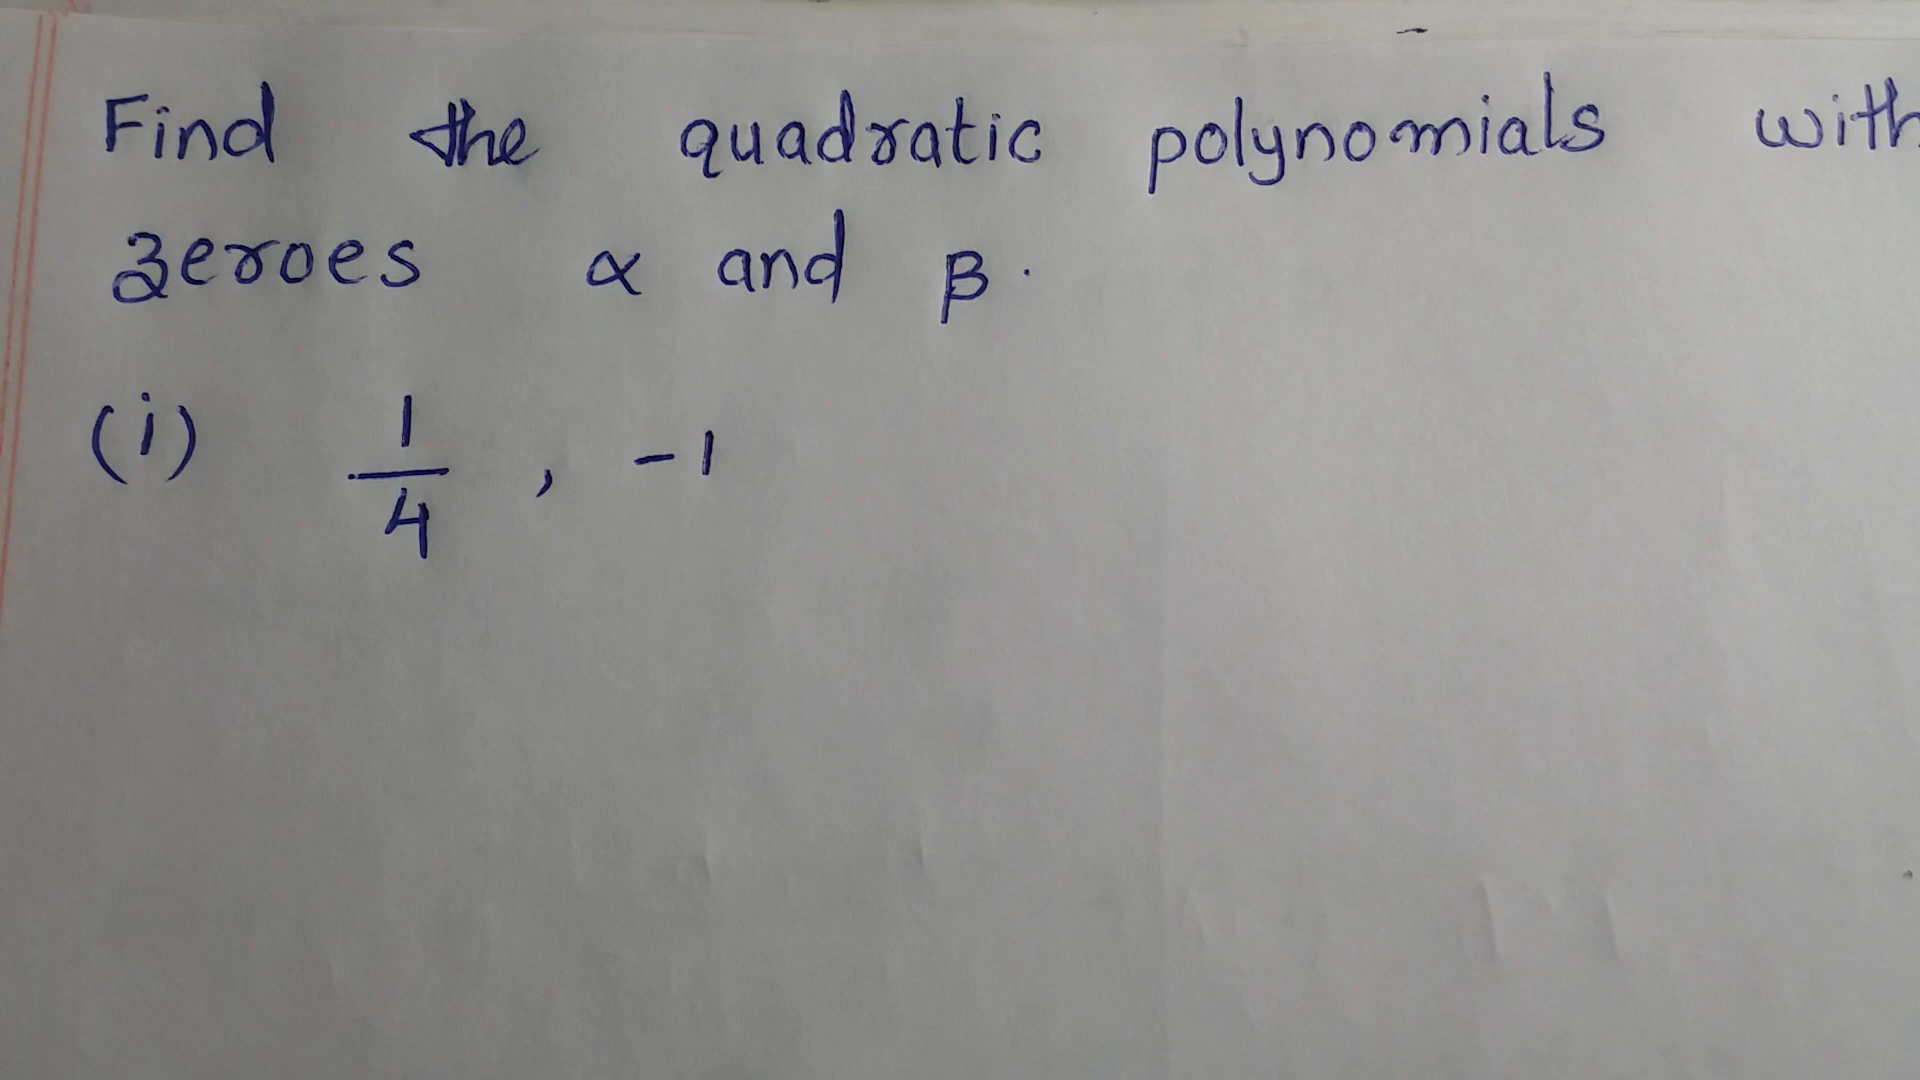 Find the quadratic polynomials with
zeroes α and β.
(i) 1/4 , -1